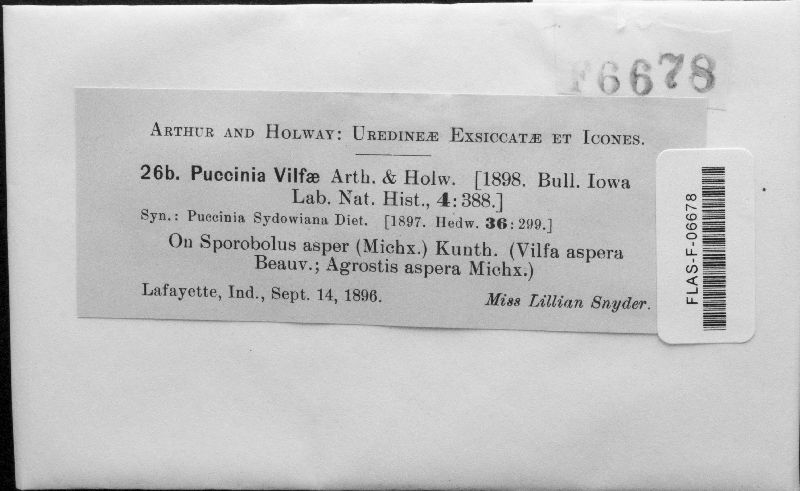 F6678
Arthur and Holway: Uredineæ Exsiccatæ et Icones.
26b. Puccinia Vilfæ Arth. & Holw. [1898. Bull. Iowa
Lab. Nat. Hist., 4:388.]
Syn.: Puccinia Sydowiana Diet. [1897. Hedw. 36:299.]
On Sporobolus asper (Michx.) Kunth. (Vilfa aspera
Beauv.; Agrostis aspera Michx.)
Lafayette, Ind., Sept. 14, 1896. Miss Lillian Snyder.
FLAS-F-06678